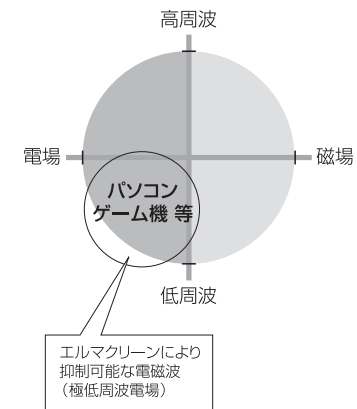 高周波
電場
磁場
パソコン
ゲーム機 等
低周波
エルマクリーンにより
抑制可能な電磁波
（極低周波電場）